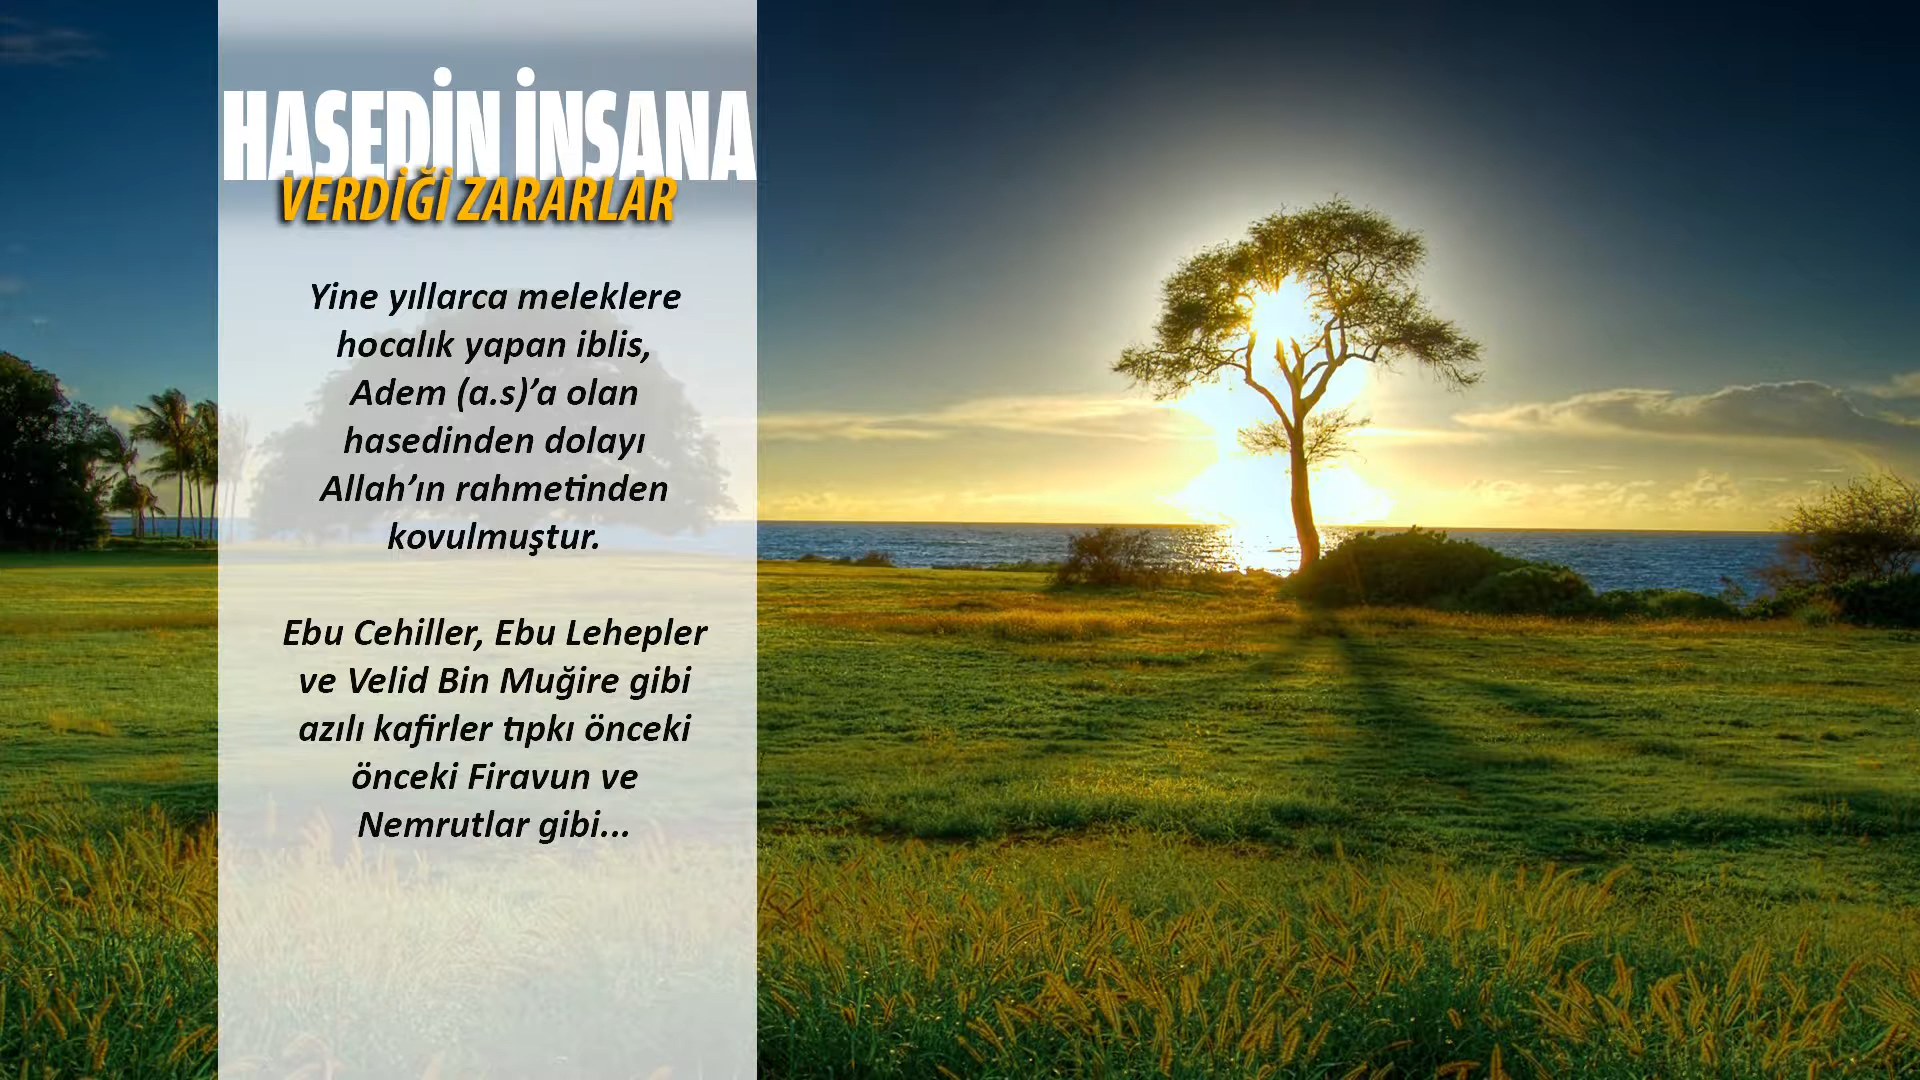 HASEDİN İNSANA
VERDİĞİ ZARARLAR
Yine yıllarca meleklere
hocalık yapan iblis,
Adem (a.s)’a olan
hasedinden dolayı
Allah’ın rahmetinden
kovulmuştur.
Ebu Cehiller, Ebu Lehepler
ve Velid Bin Muğire gibi
azılı kafirler tıpkı önceki
önceki Firavun ve
Nemrutlar gibi...